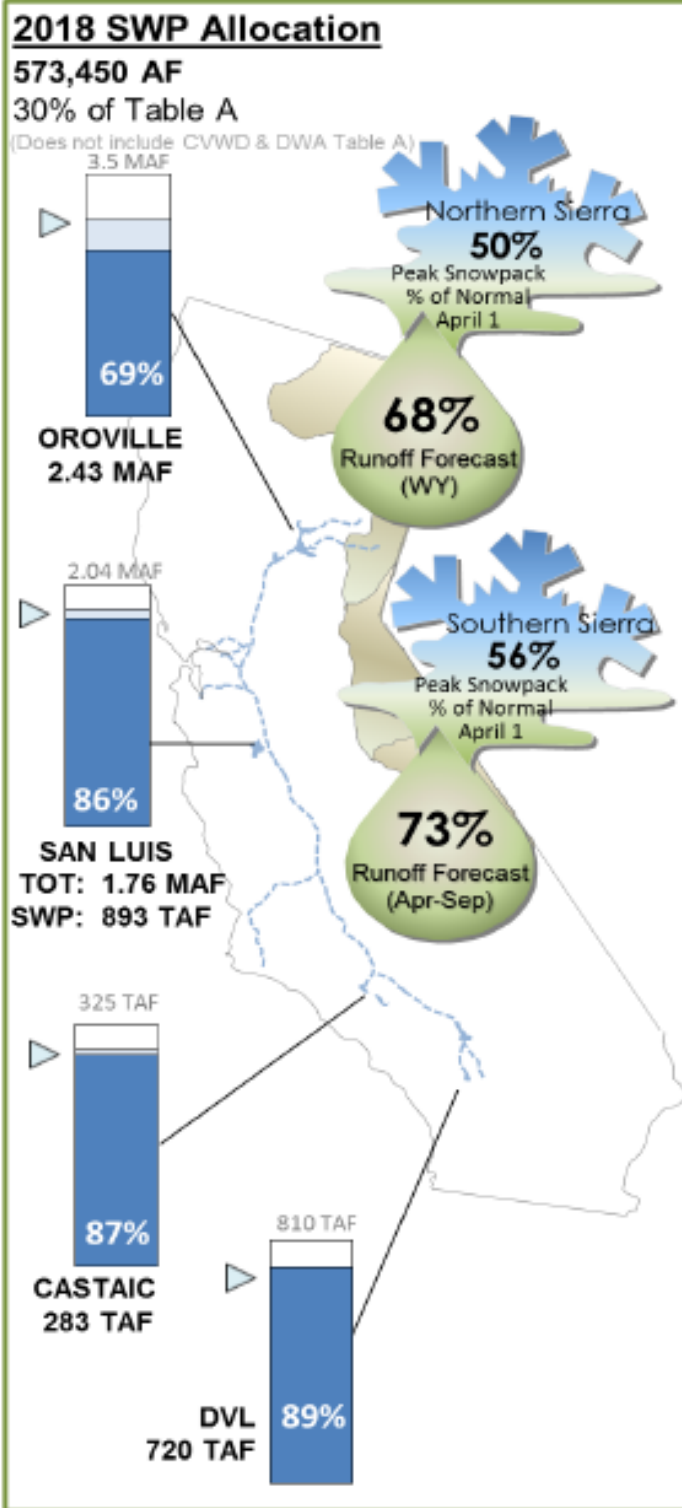 2018 SWP Allocation
573,450 AF
30% of Table A
(Does not include CVWD & DWA Table A)
3.5 MAF
69%
OROVILLE
2.43 MAF
Northern Sierra
50%
Peak Snowpack
% of Normal
April 1
68%
Runoff Forecast
(WY)
2.04 MAF
86%
SAN LUIS
TOT: 1.76 MAF
SWP: 893 TAF
Southern Sierra
56%
Peak Snowpack
% of Normal
April 1
73%
Runoff Forecast
(Apr-Sep)
325 TAF
87%
CASTAIC
283 TAF
810 TAF
89%
DVL
720 TAF